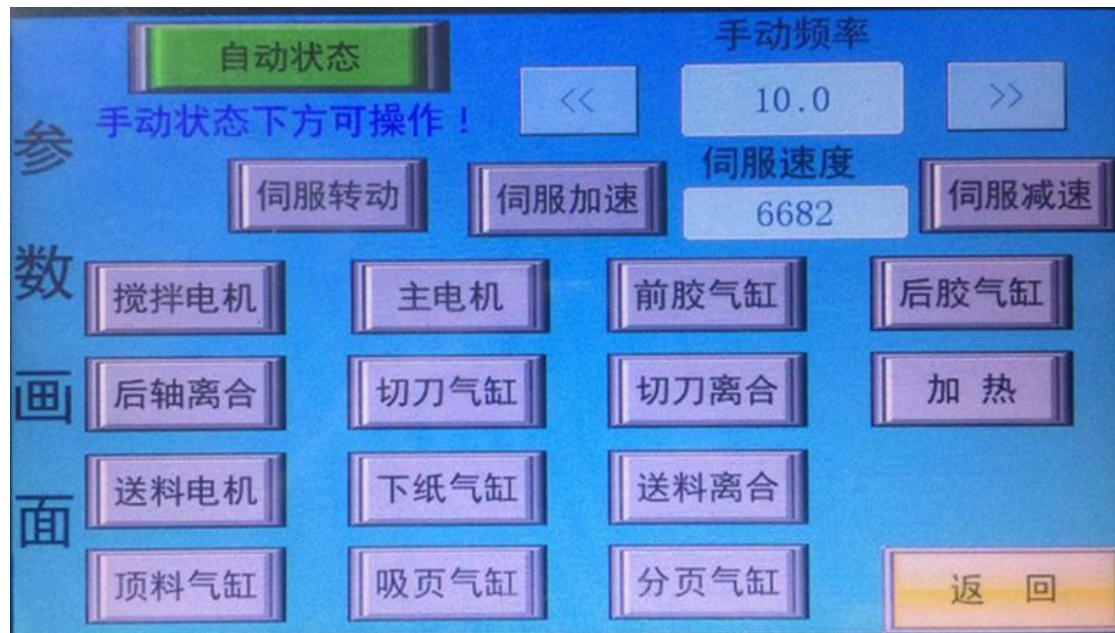 自动状态
手动频率
<< 10.0 >>
手动状态下方可操作！
伺服速度
伺服转动 伺服加速 6682 伺服减速
参数画面
搅拌电机 主电机 前胶气缸 后胶气缸
后轴离合 切刀气缸 切刀离合 加 热
送料电机 下纸气缸 送料离合
顶料气缸 吸页气缸 分页气缸 返 回